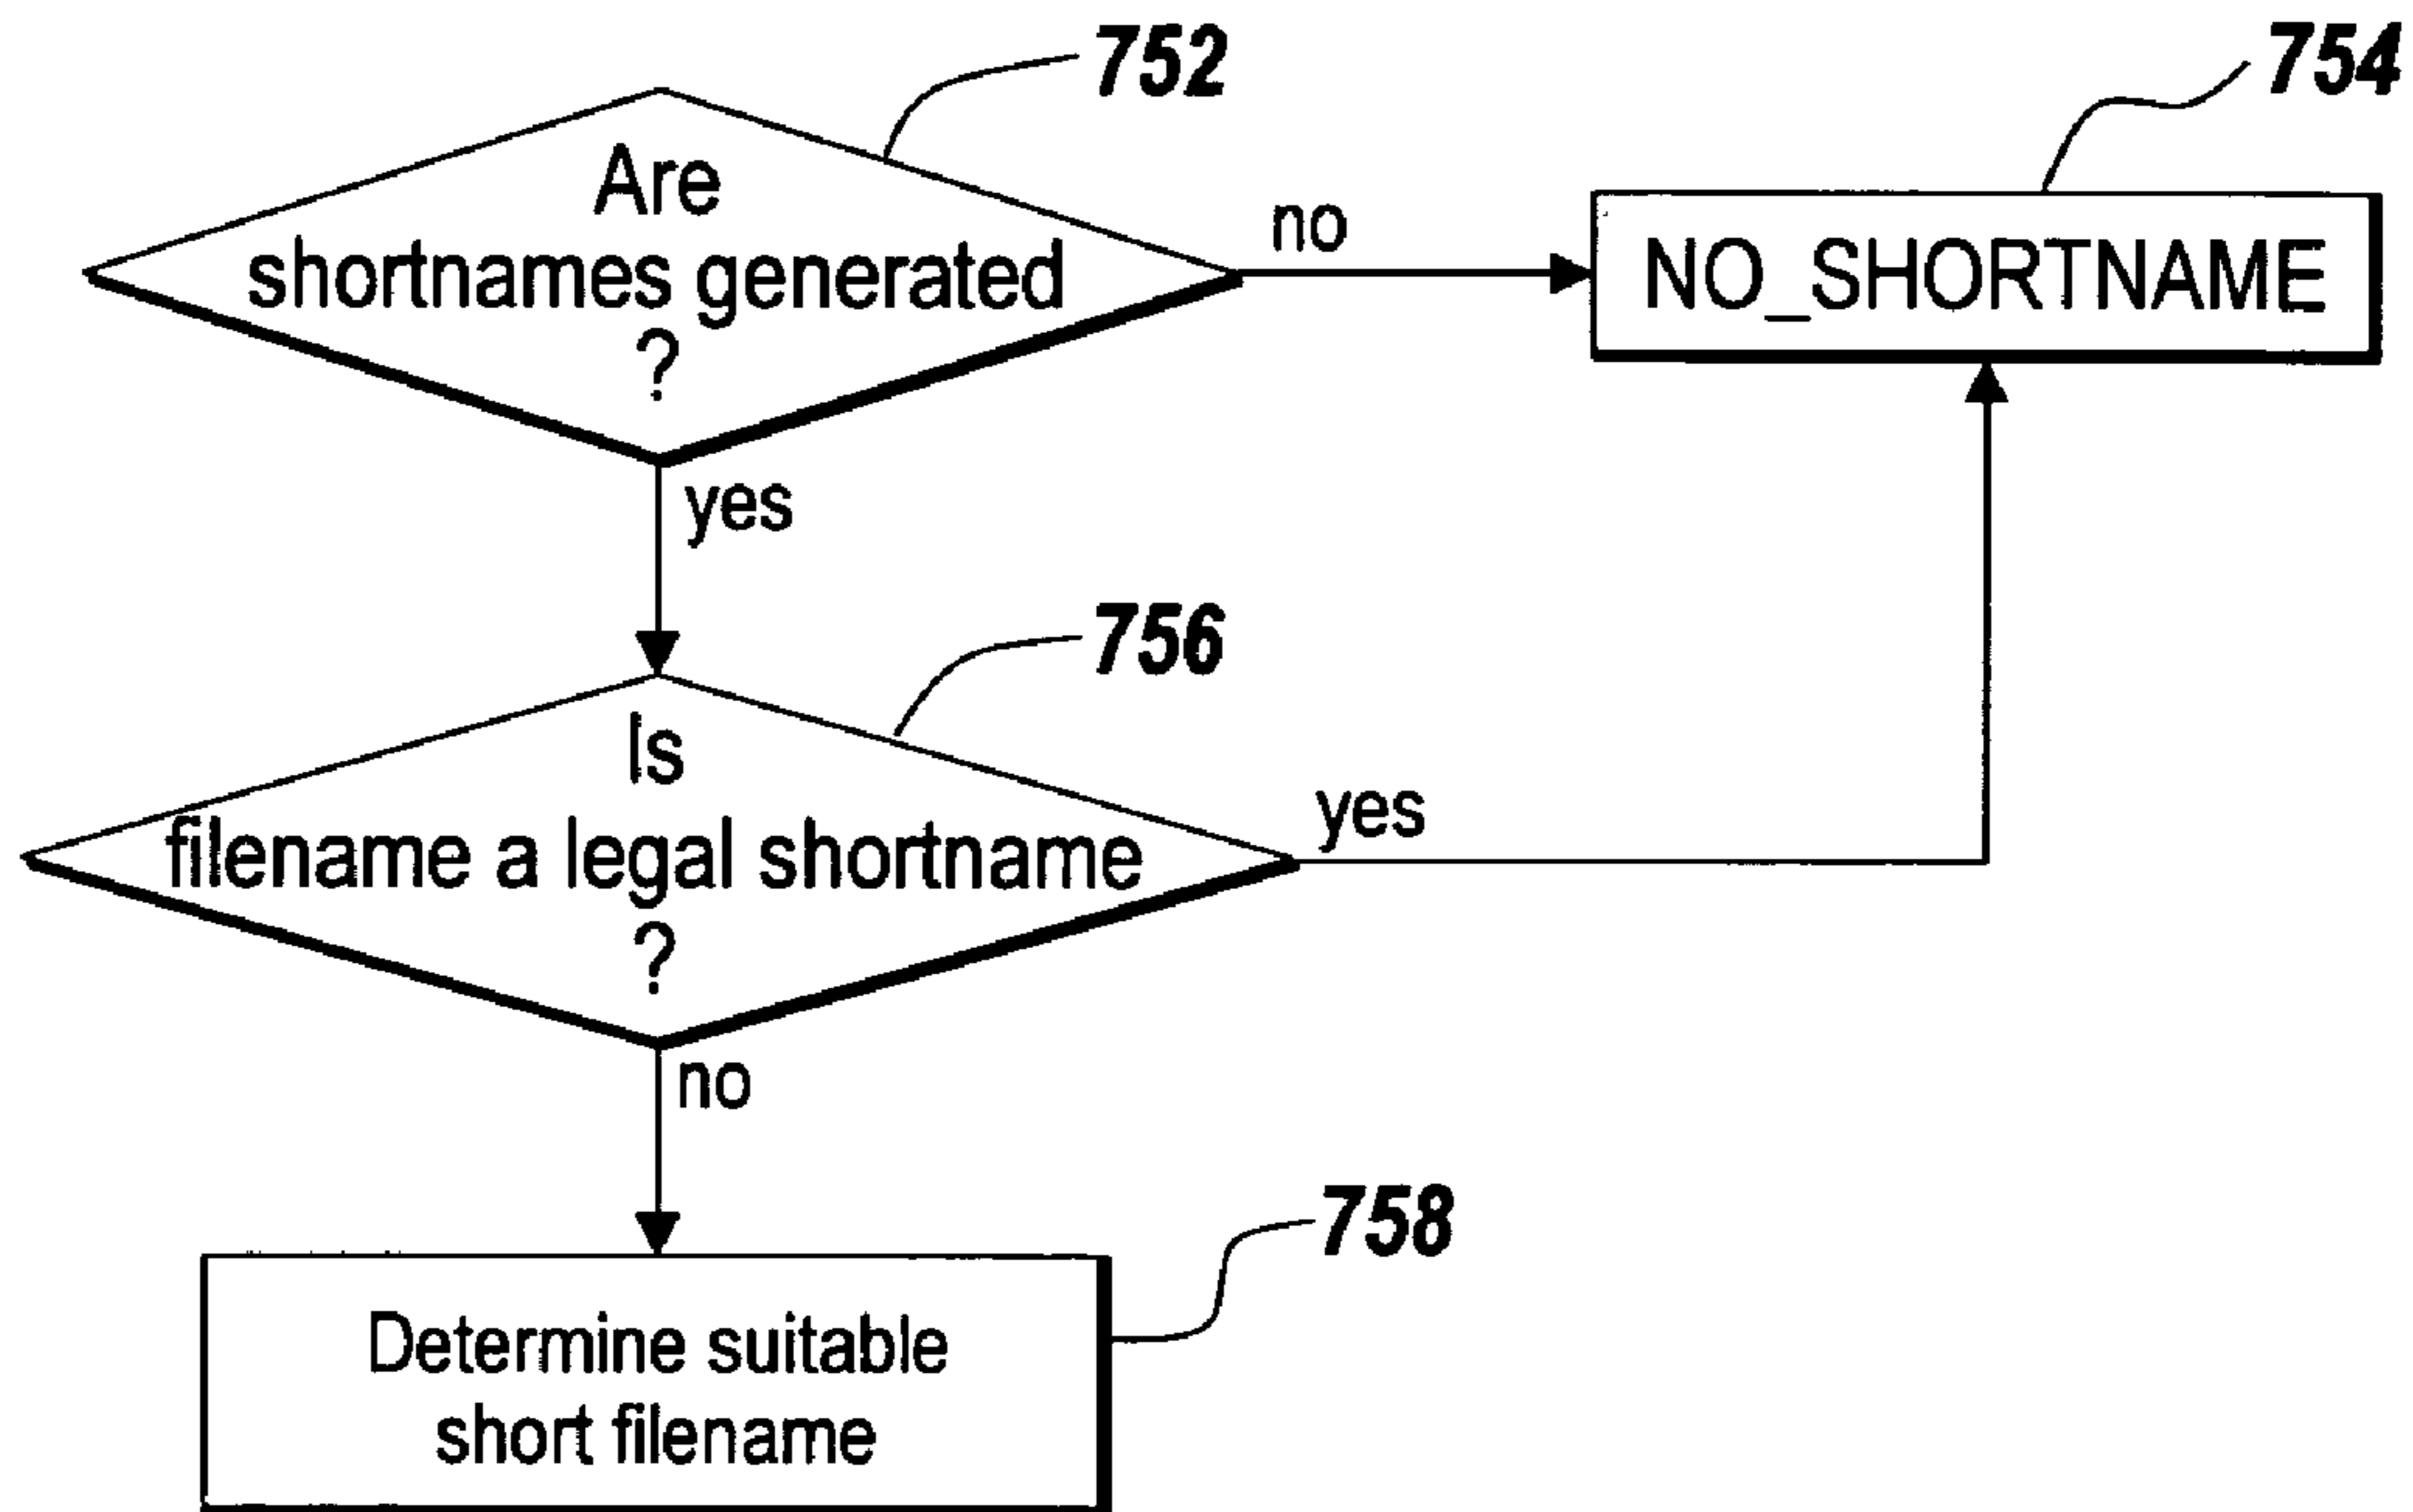 752
754
Are
shortnames generated
?
no
NO_SHORTNAME
yes
756
Is
filename a legal shortname
?
yes
no
758
Determine suitable
short filename